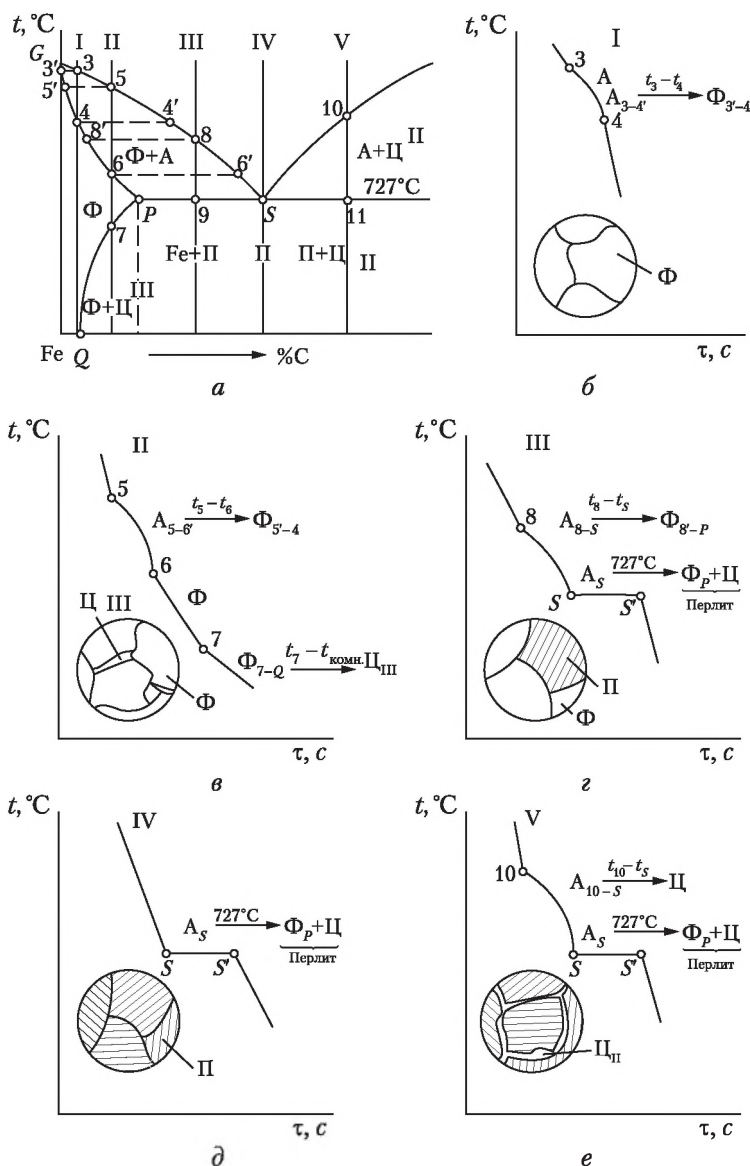 t, °C
I II III IV V
G
3′ 3
5′ 5
4 4′ 10
8′ 8 II
Ф+А А+Ц
6 6′
727°C
Ф P 9 S 11
7
Fe+П П П+Ц
III II
Ф+Ц
Fe Q %C
а
t, °C
I
3
А
А₃₋₄′ t₃−t₄ Ф₃′₋₄
4
Ф
τ, с
б
t, °C
II
5
А₅₋₆′ t₅−t₆ Ф₅′₋₄
6
Ф
Ц III
7
Ф₇₋Q t₇−tкомн. ЦIII
Ф
τ, с
в
t, °C
III
8
А₈₋S t₈−tS Ф₈′₋P
АS 727°C ФP+Ц
S S′ Перлит
П
Ф
τ, с
г
t, °C
IV
АS 727°C ФP+Ц
S S′ Перлит
П
τ, с
д
t, °C
V
10
А₁₀₋S t₁₀−tS Ц
АS 727°C ФP+Ц
S S′ Перлит
ЦII
τ, с
е